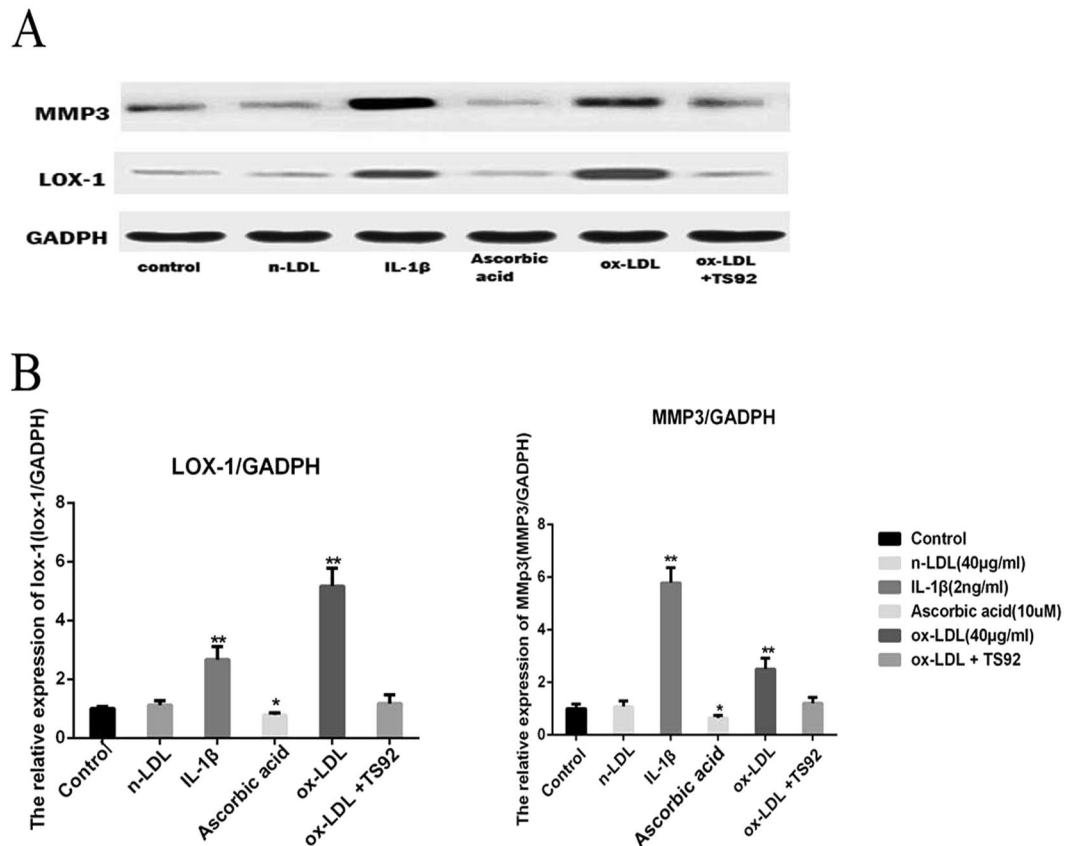 A
MMP3
LOX-1
GADPH
control n-LDL IL-1β Ascorbic acid ox-LDL ox-LDL +TS92
B
The relative expression of lox-1(lox-1/GADPH)
LOX-1/GADPH
8
6
4
2
0
**
*
**
Control n-LDL IL-1β Ascorbic acid ox-LDL ox-LDL +TS92
The relative expression of MMp3(MMP3/GADPH)
MMP3/GADPH
8
6
4
2
0
**
*
**
Control n-LDL IL-1β Ascorbic acid ox-LDL ox-LDL +TS92
Control
n-LDL(40μg/ml)
IL-1β(2ng/ml)
Ascorbic acid(10uM)
ox-LDL(40μg/ml)
ox-LDL + TS92